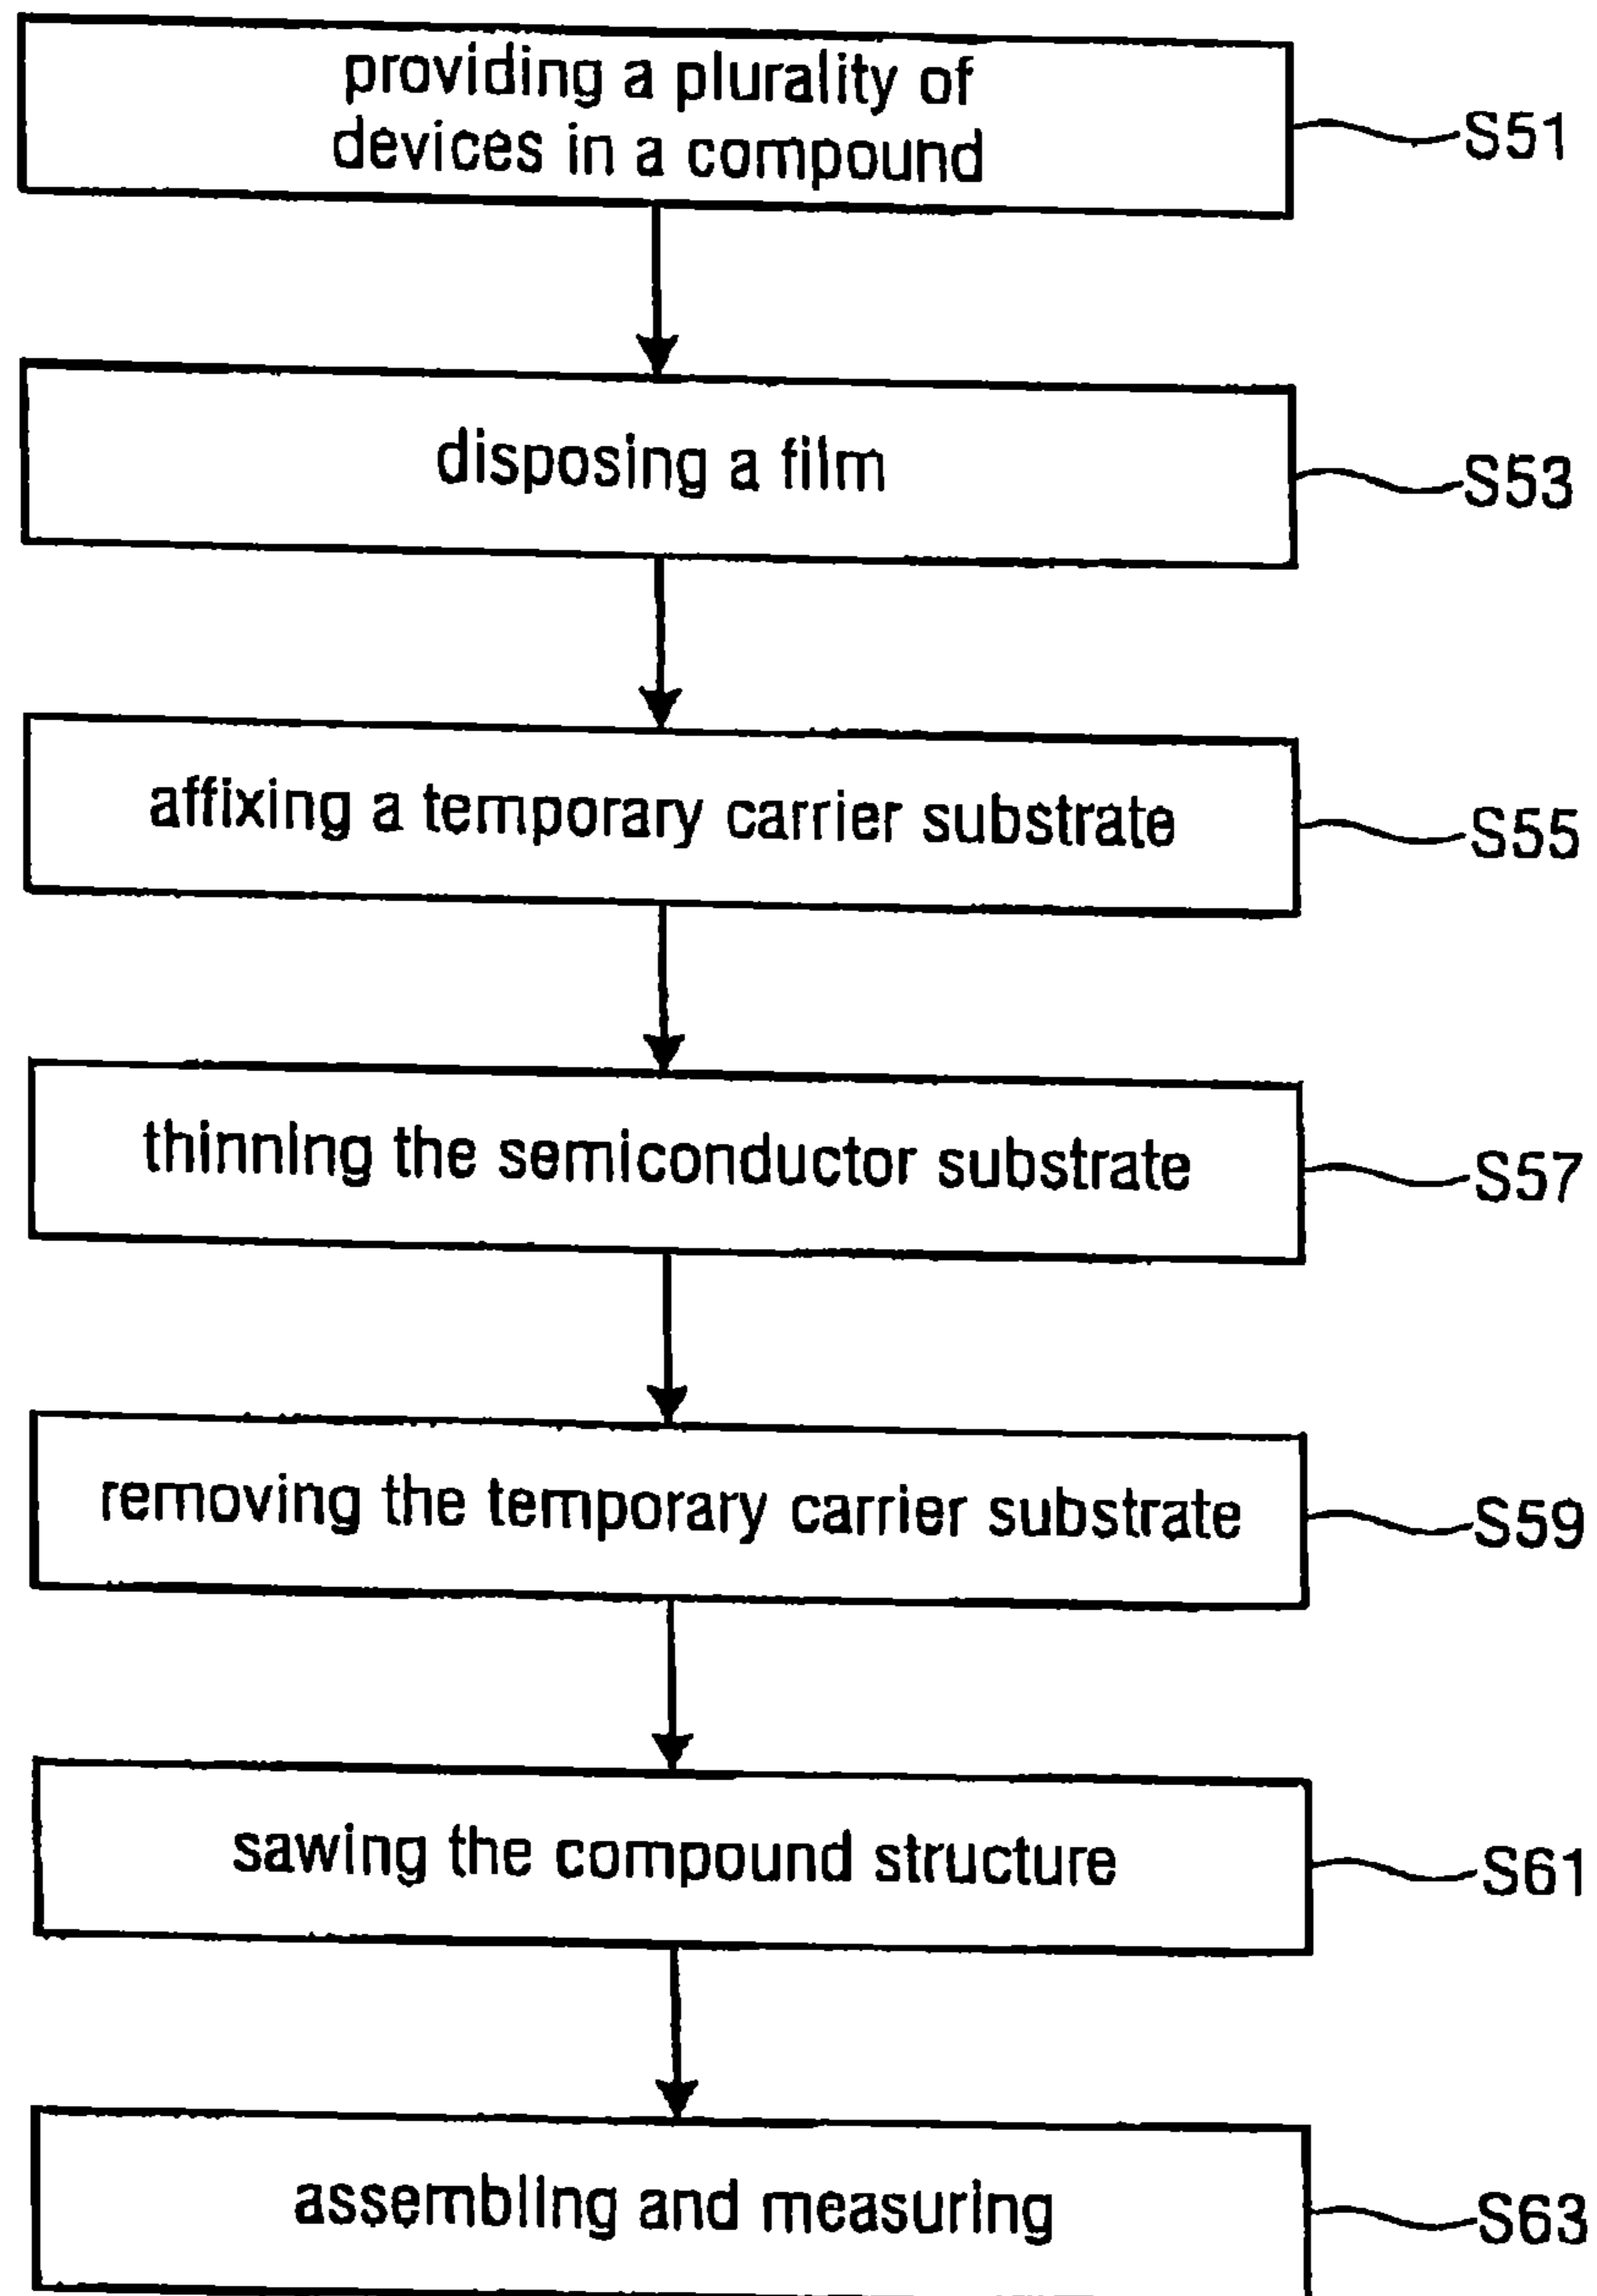 providing a plurality of
devices in a compound
S51
disposing a film
S53
affixing a temporary carrier substrate
S55
thinning the semiconductor substrate
S57
removing the temporary carrier substrate
S59
sawing the compound structure
S61
assembling and measuring
S63